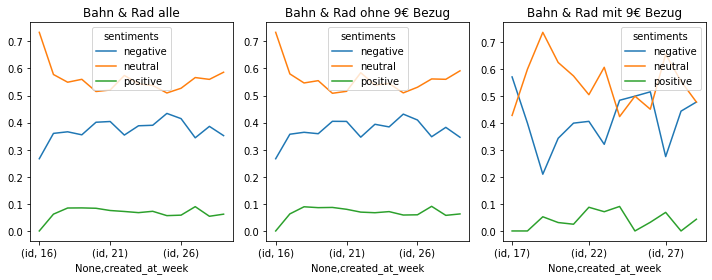 Bahn & Rad alle
sentiments
negative
neutral
positive
0.7
0.6
0.5
0.4
0.3
0.2
0.1
0.0
(id, 16) (id, 21) (id, 26)
None,created_at_week
Bahn & Rad ohne 9€ Bezug
sentiments
negative
neutral
positive
0.7
0.6
0.5
0.4
0.3
0.2
0.1
0.0
(id, 16) (id, 21) (id, 26)
None,created_at_week
Bahn & Rad mit 9€ Bezug
sentiments
negative
neutral
positive
0.7
0.6
0.5
0.4
0.3
0.2
0.1
0.0
(id, 17) (id, 22) (id, 27)
None,created_at_week